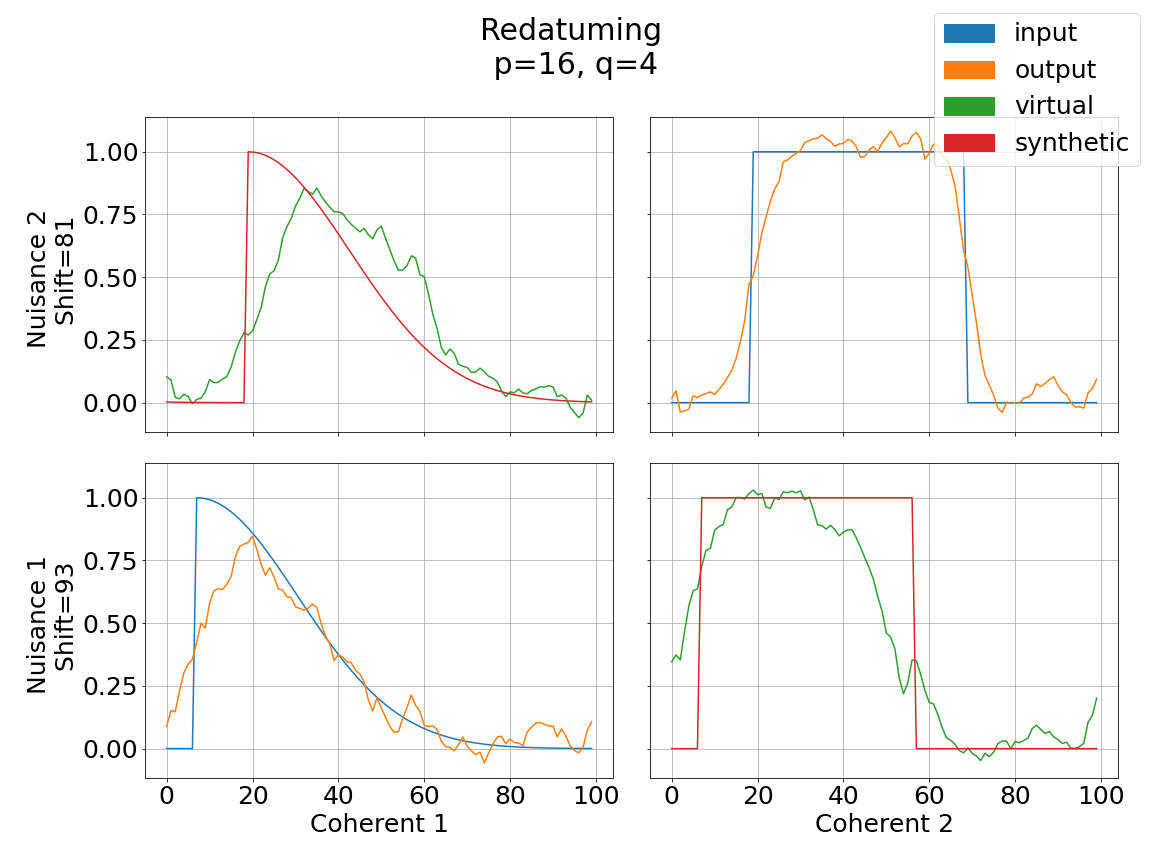 Redatuming
p=16, q=4
input
output
virtual
synthetic
Nuisance 2
Shift=81
1.00
0.75
0.50
0.25
0.00
Nuisance 1
Shift=93
1.00
0.75
0.50
0.25
0.00
0 20 40 60 80 100
0 20 40 60 80 100
Coherent 1
Coherent 2